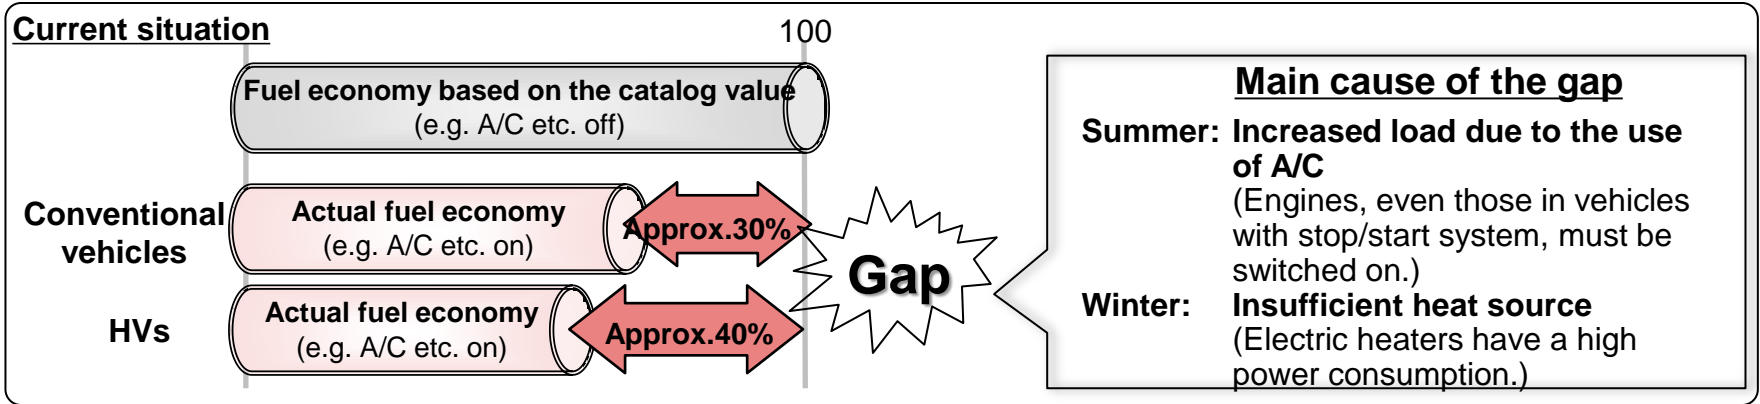 Current situation
100
Fuel economy based on the catalog value
(e.g. A/C etc. off)
Conventional
vehicles
Actual fuel economy
(e.g. A/C etc. on)
Approx.30%
HVs
Actual fuel economy
(e.g. A/C etc. on)
Approx.40%
Gap
Main cause of the gap
Summer: Increased load due to the use
of A/C
(Engines, even those in vehicles
with stop/start system, must be
switched on.)
Winter: Insufficient heat source
(Electric heaters have a high
power consumption.)